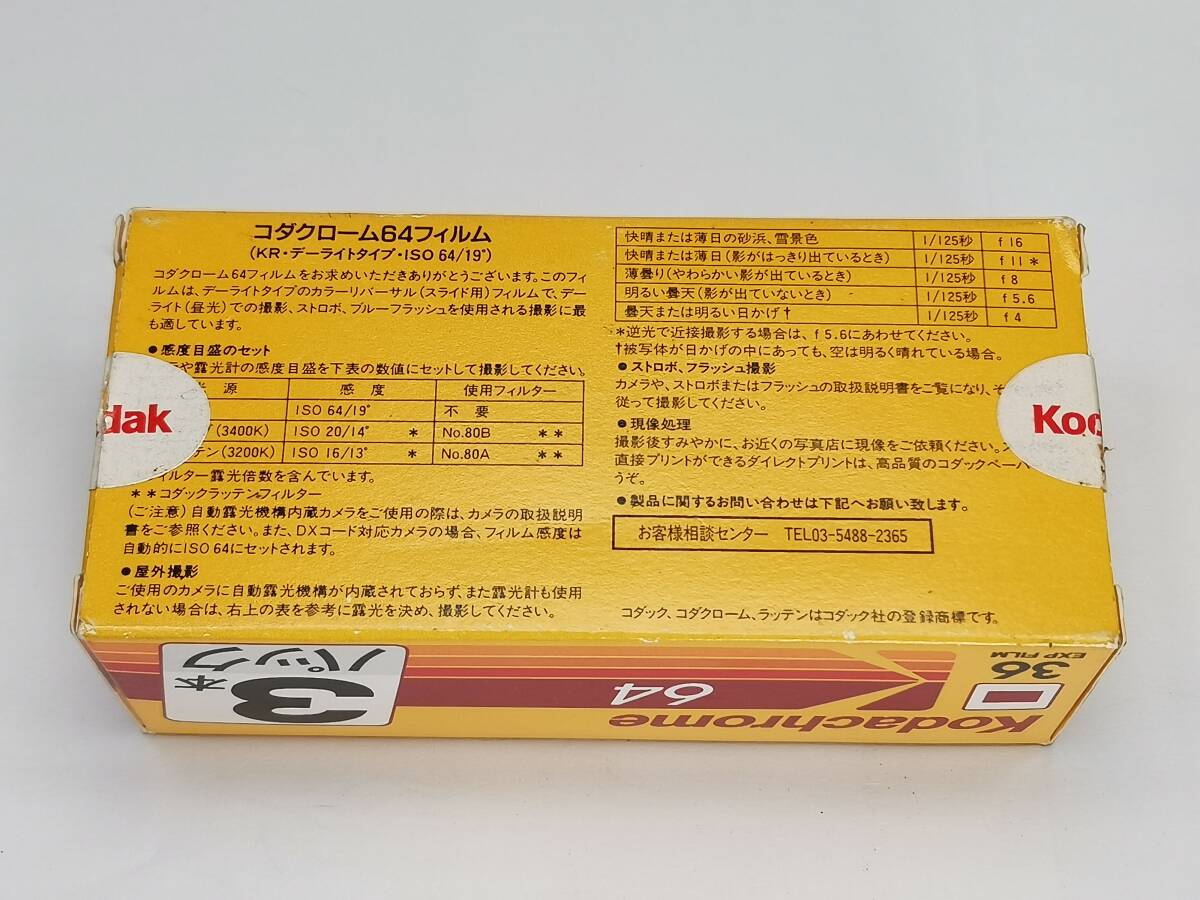 コダクローム64フィルム
(KR・デーライトタイプ・ISO 64/19°)
コダクローム64フィルムをお求めいただきありがとうございます。このフィ
ルムは、デーライトタイプのカラーリバーサル(スライド用)フィルムで、デー
ライト(昼光)での撮影、ストロボ、ブルーフラッシュを使用される撮影に最
も適しています。
●感度目盛のセット
や露光計の感度目盛を下表の数値にセットして撮影してください。
源 感度 使用フィルター
ISO 64/19° 不要
(3400K) ISO 20/14° * No.80B **
テン(3200K) ISO 16/13° * No.80A **
ィルター露光倍数を含んでいます。
**コダックラッテンフィルター
(ご注意)自動露光機構内蔵カメラをご使用の際は、カメラの取扱説明
書をご参照ください。また、DXコード対応カメラの場合、フィルム感度は
自動的にISO 64にセットされます。
●屋外撮影
ご使用のカメラに自動露光機構が内蔵されておらず、また露光計も使用
されない場合は、右上の表を参考に露光を決め、撮影してください。
快晴または薄日の砂浜、雪景色 1/125秒 f16
快晴または薄日(影がはっきり出ているとき) 1/125秒 f11*
薄曇り(やわらかい影が出ているとき) 1/125秒 f8
明るい曇天(影が出ていないとき) 1/125秒 f5.6
曇天または明るい日かげ† 1/125秒 f4
*逆光で近接撮影する場合は、f5.6にあわせてください。
†被写体が日かげの中にあっても、空は明るく晴れている場合。
●ストロボ、フラッシュ撮影
カメラや、ストロボまたはフラッシュの取扱説明書をご覧になり、そ
従って撮影してください。
●現像処理
撮影後すみやかに、お近くの写真店に現像をご依頼ください。
直接プリントができるダイレクトプリントは、高品質のコダックペーパ
うぞ。
●製品に関するお問い合わせは下記へお願い致します。
お客様相談センター TEL03-5488-2365
コダック、コダクローム、ラッテンはコダック社の登録商標です。
dak
Kod
36
EXP FILM
Kodachrome
64
3本
パック